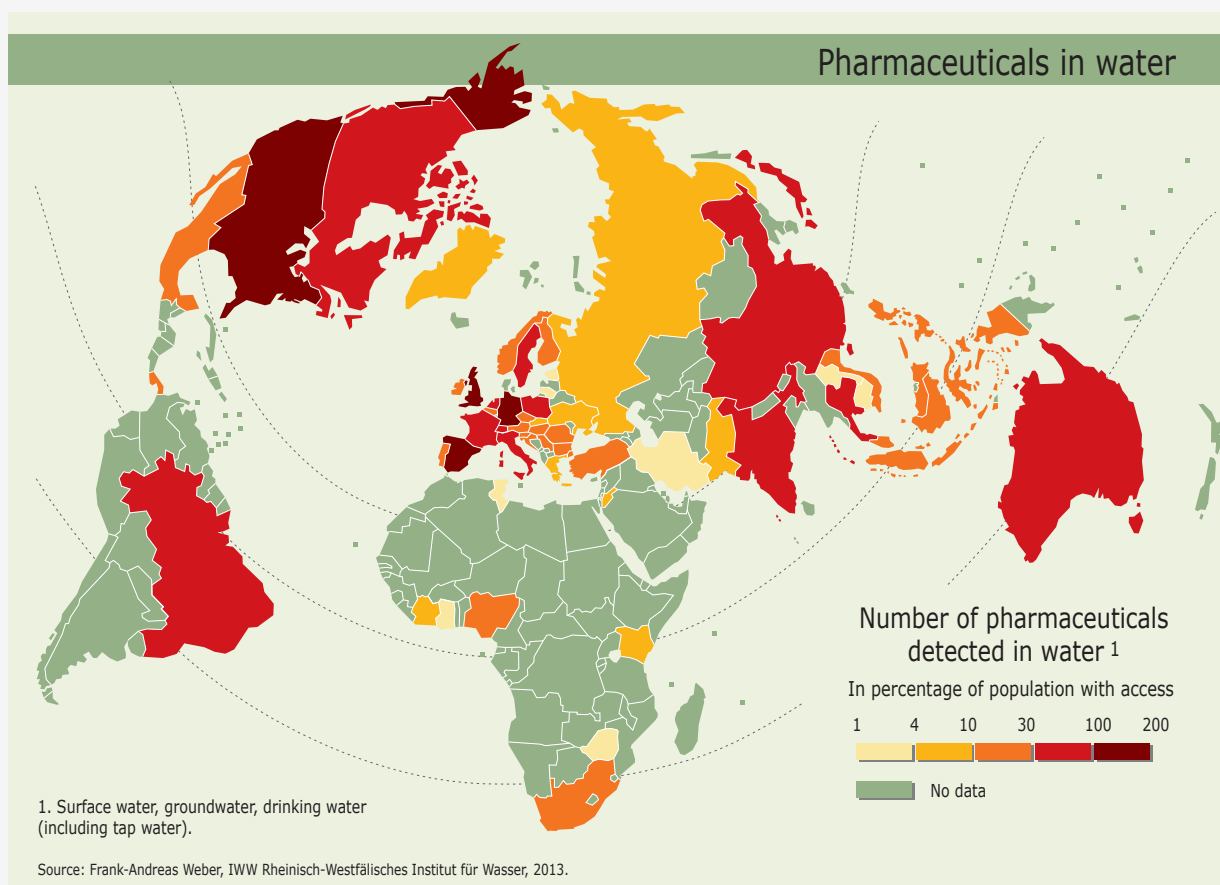 Pharmaceuticals in water
Number of pharmaceuticals
detected in water 1
In percentage of population with access
1 4 10 30 100 200
No data
1. Surface water, groundwater, drinking water
(including tap water).
Source: Frank-Andreas Weber, IWW Rheinisch-Westfälisches Institut für Wasser, 2013.